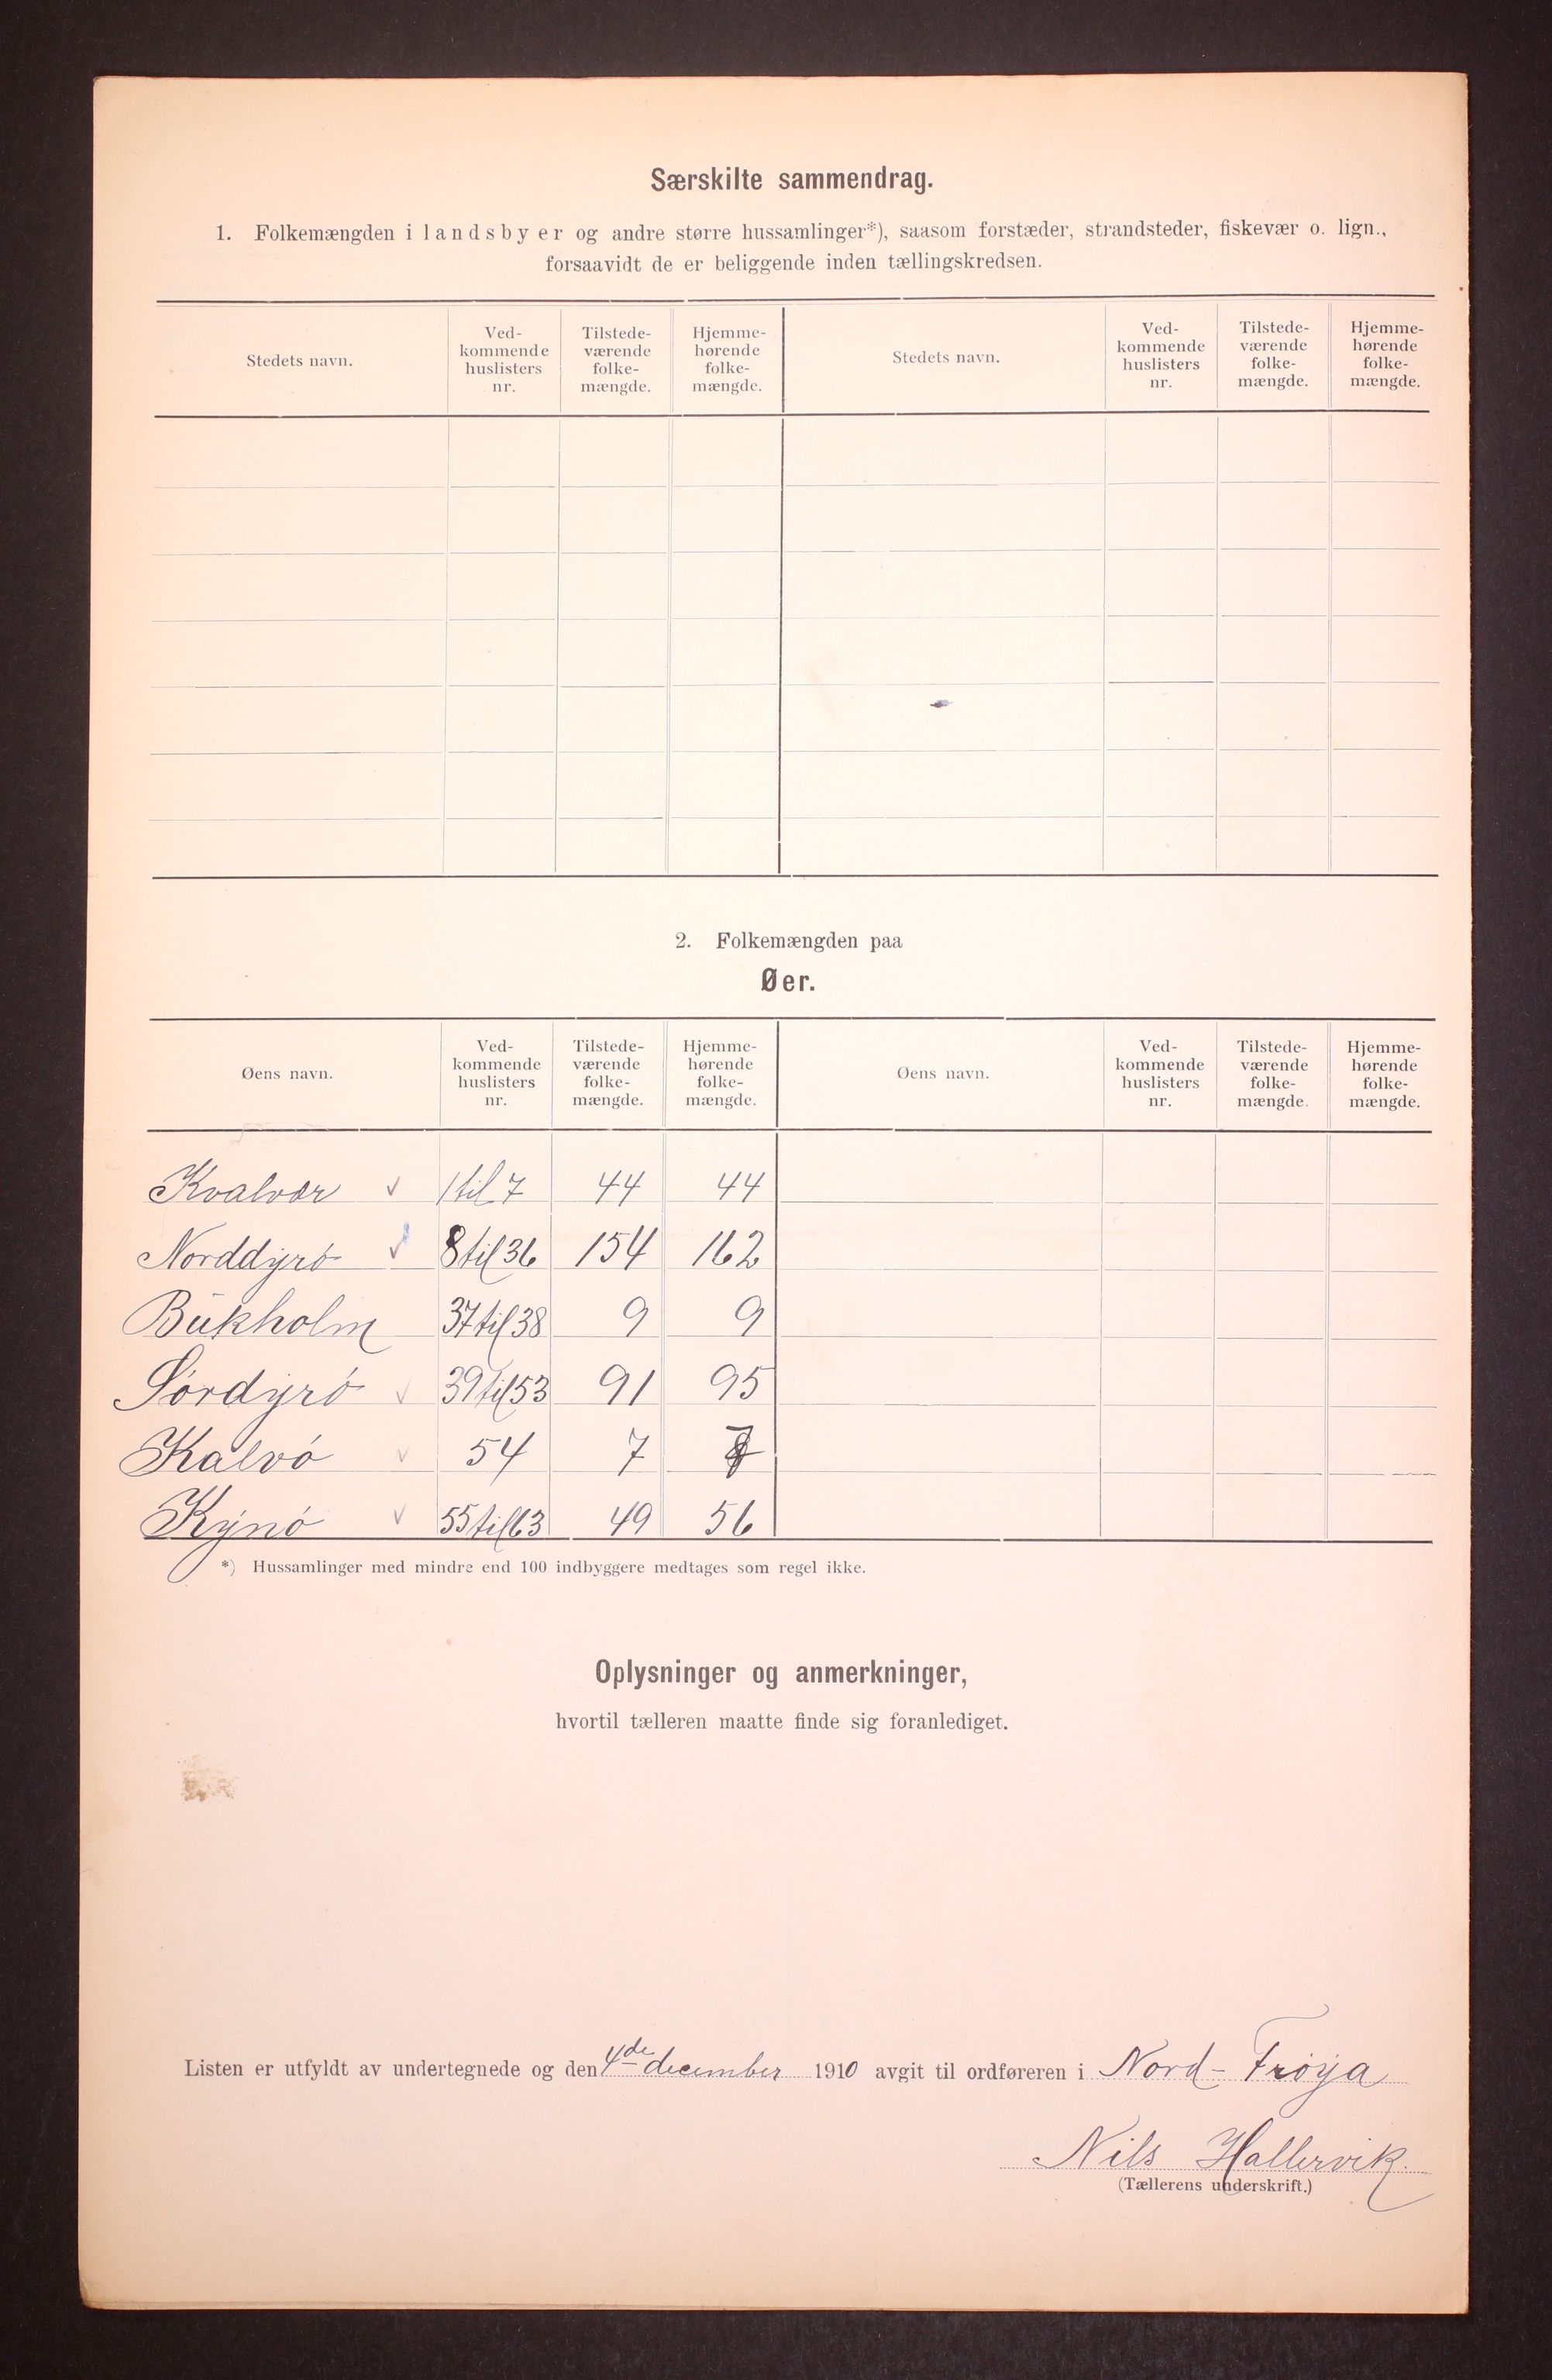 Særskilte sammendrag.
1. Folkemængden i landsbyer og andre større hussamlinger*), saasom forstæder, strandsteder, fiskevær o. lign.,
forsaavidt de er beliggende inden tællingskredsen.
Stedets navn. Ved-kommende huslisters nr. Tilstede-værende folke-mængde. Hjemme-hørende folke-mængde. Stedets navn. Ved-kommende huslisters nr. Tilstede-værende folke-mængde. Hjemme-hørende folke-mængde.
2. Folkemængden paa
Øer.
Øens navn. Ved-kommende huslisters nr. Tilstede-værende folke-mængde. Hjemme-hørende folke-mængde. Øens navn. Ved-kommende huslisters nr. Tilstede-værende folke-mængde. Hjemme-hørende folke-mængde.
Kvalvær 1 til 7 44 44
Norddyrö 8 til 36 154 162
Bukholm 37 til 38 9 9
Sördyrö 39 til 53 91 95
Kalvö 54 7
Kynö 55 til 63 49 56
*) Hussamlinger med mindre end 100 indbyggere medtages som regel ikke.
Oplysninger og anmerkninger,
hvortil tælleren maatte finde sig foranlediget.
Listen er utfyldt av undertegnede og den 4de december 1910 avgit til ordføreren i Nord-Fröya
Nils Hallervik.
(Tællerens underskrift.)